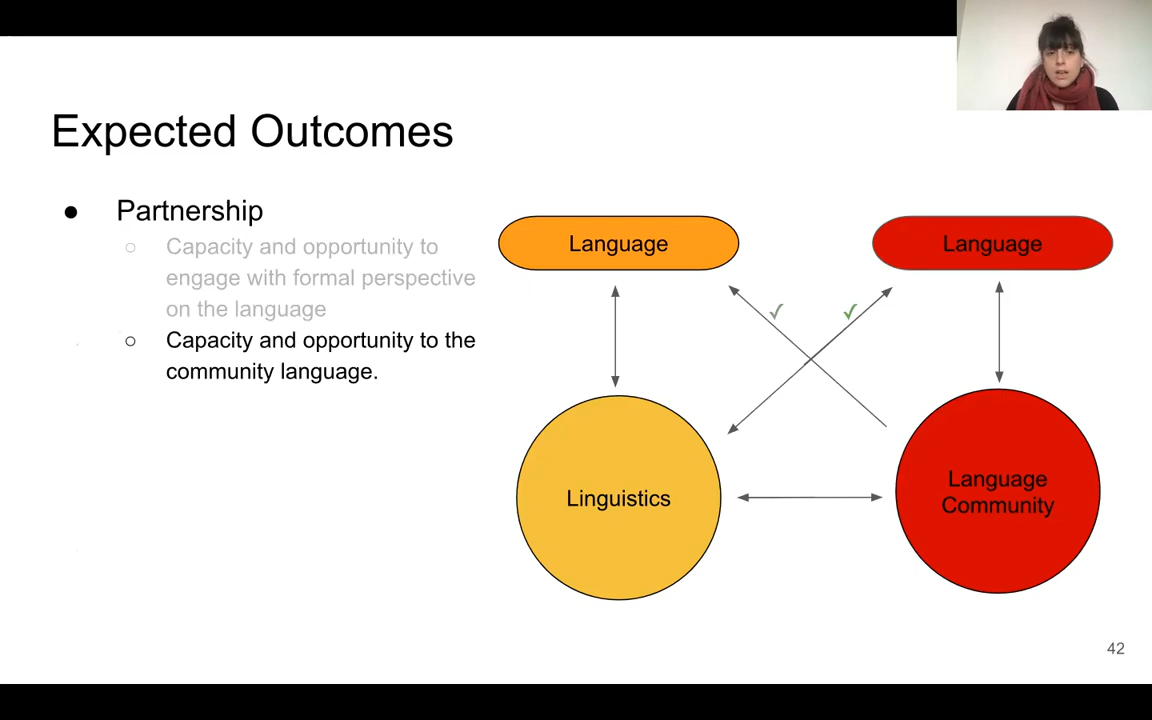 Expected Outcomes
● Partnership
○ Capacity and opportunity to
engage with formal perspective
on the language
○ Capacity and opportunity to the
community language.
Language
Language
✓
✓
Linguistics
Language
Community
42